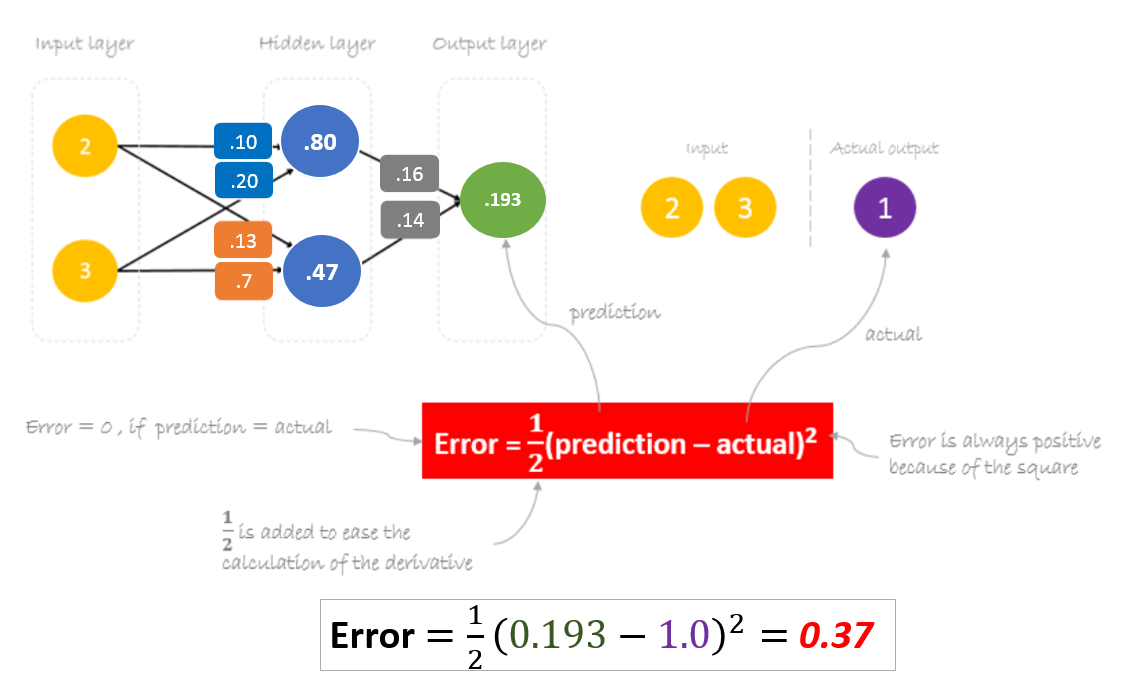 Input layer
Hidden layer
Output layer
2
3
.10
.20
.13
.7
.80
.47
.16
.14
.193
Input
Actual output
2 3
1
prediction
actual
Error = 0 , if prediction = actual
Error = 1/2(prediction – actual)²
Error is always positive
because of the square
1/2 is added to ease the
calculation of the derivative
Error = 1/2 (0.193 − 1.0)² = 0.37